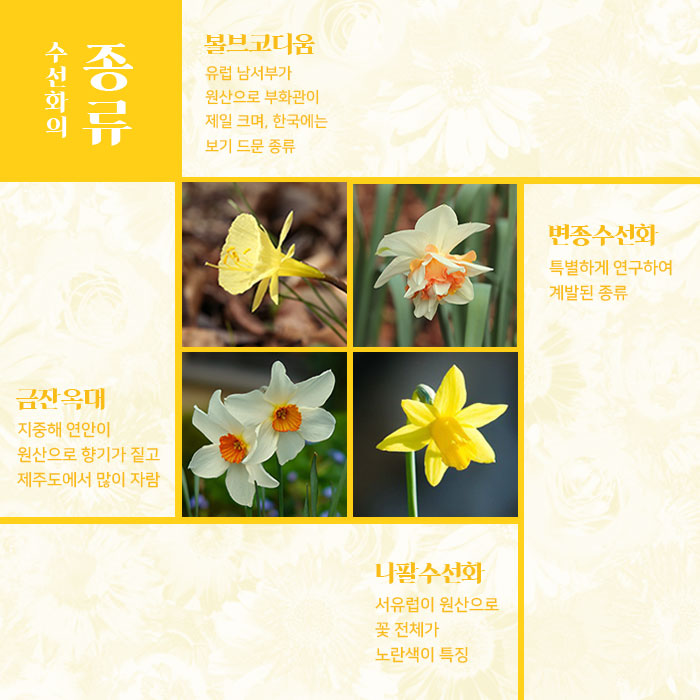 수선화의
종류
볼브코디움
유럽 남서부가
원산으로 부화관이
제일 크며, 한국에는
보기 드문 종류
변종수선화
특별하게 연구하여
계발된 종류
금잔옥대
지중해 연안이
원산으로 향기가 짙고
제주도에서 많이 자람
나팔수선화
서유럽이 원산으로
꽃 전체가
노란색이 특징